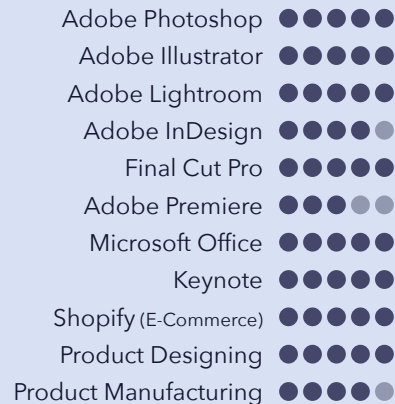 Adobe Photoshop
Adobe Illustrator
Adobe Lightroom
Adobe InDesign
Final Cut Pro
Adobe Premiere
Microsoft Office
Keynote
Shopify (E-Commerce)
Product Designing
Product Manufacturing